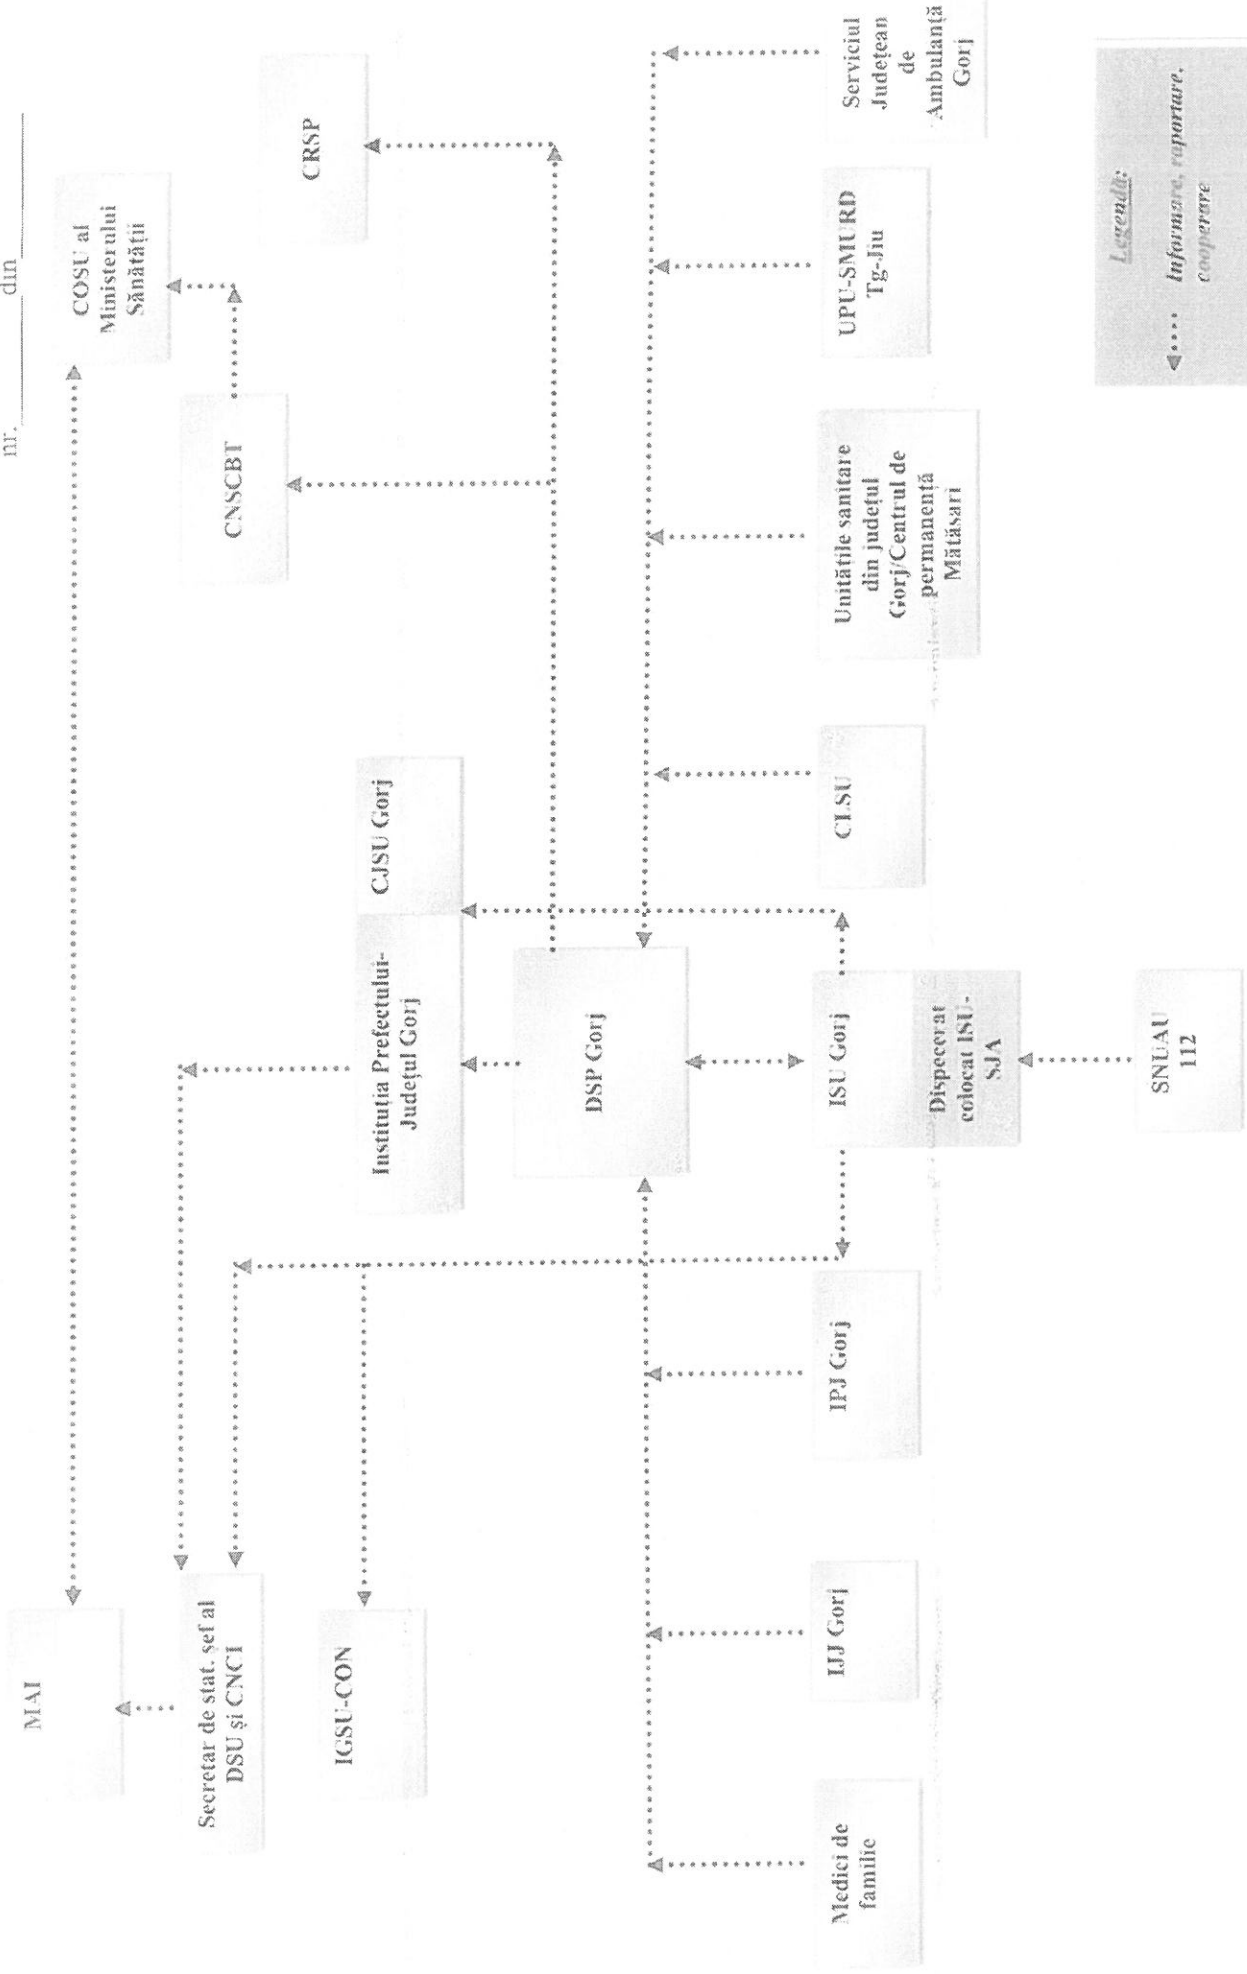 nr. ________ din ________
MAI
COSU al
Ministerului
Sănătății
Secretar de stat. șef al
DSU și CNCI
CNSCBT
CRSP
IGSU-CON
Instituția Prefectului-
Județul Gorj
CJSU Gorj
DSP Gorj
Medici de
familie
IJJ Gorj
IPJ Gorj
ISU Gorj
Dispecerat
colocat ISU-
SJA
CLSU
Unitățile sanitare
din județul
Gorj/Centrul de
permanență
Mătăsari
UPU-SMURD
Tg-Jiu
Serviciul
Județean
de
Ambulanță
Gorj
SNUAU
112
Legendă:
Informare, raportare,
cooperare